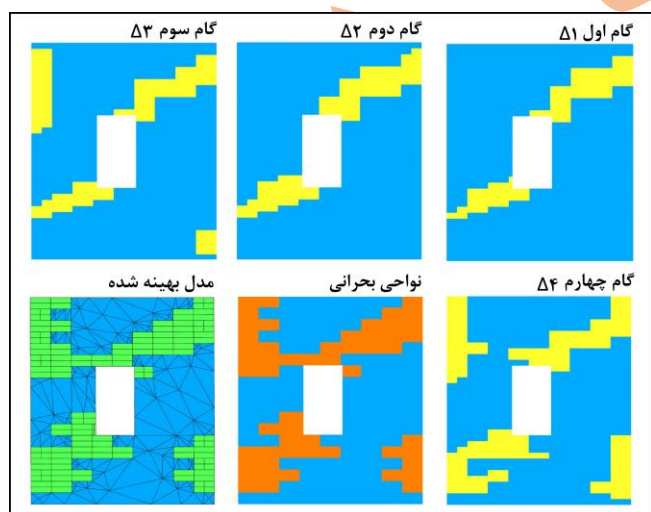 گام اول Δ۱
گام دوم Δ۲
گام سوم Δ۳
گام چهارم Δ۴
نواحی بحرانی
مدل بهینه شده